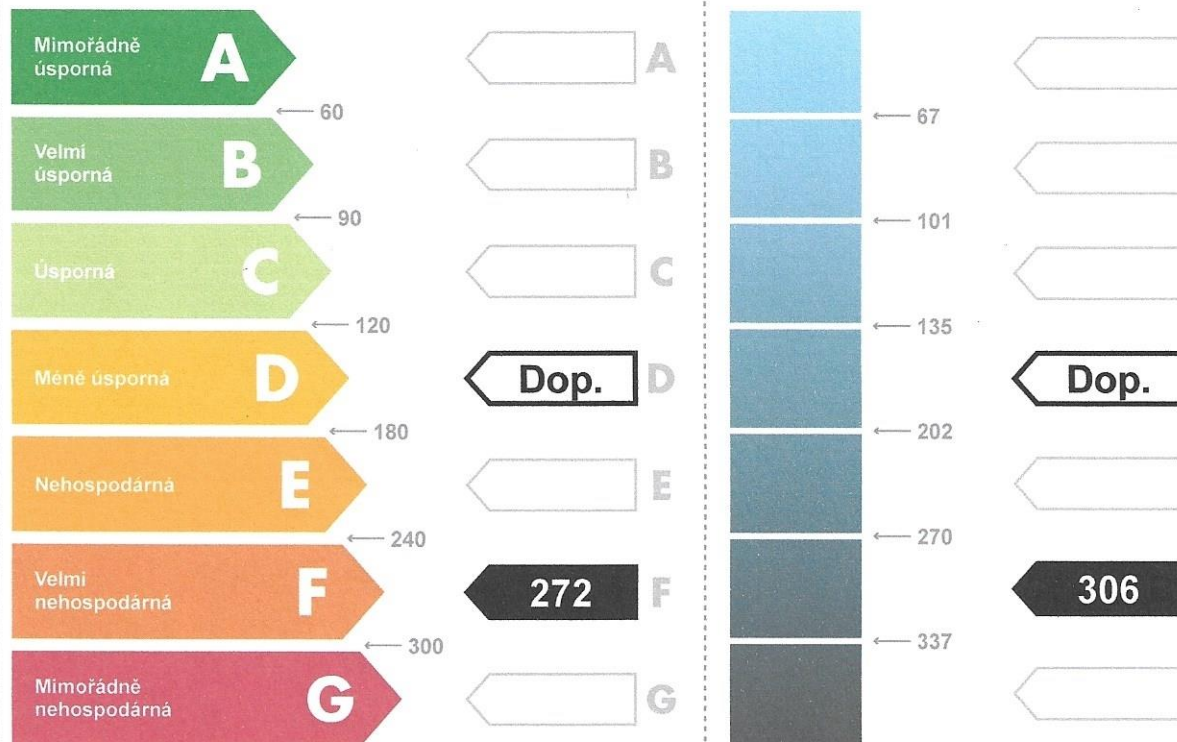 Mimořádně
úsporná
A
A
60
67
Velmi
úsporná
B
B
90
101
Úsporná
C
C
120
135
Méně úsporná
D
Dop.
D
Dop.
180
202
Nehospodárná
E
E
240
270
Velmi
nehospodárná
F
272
F
306
300
337
Mimořádně
nehospodárná
G
G